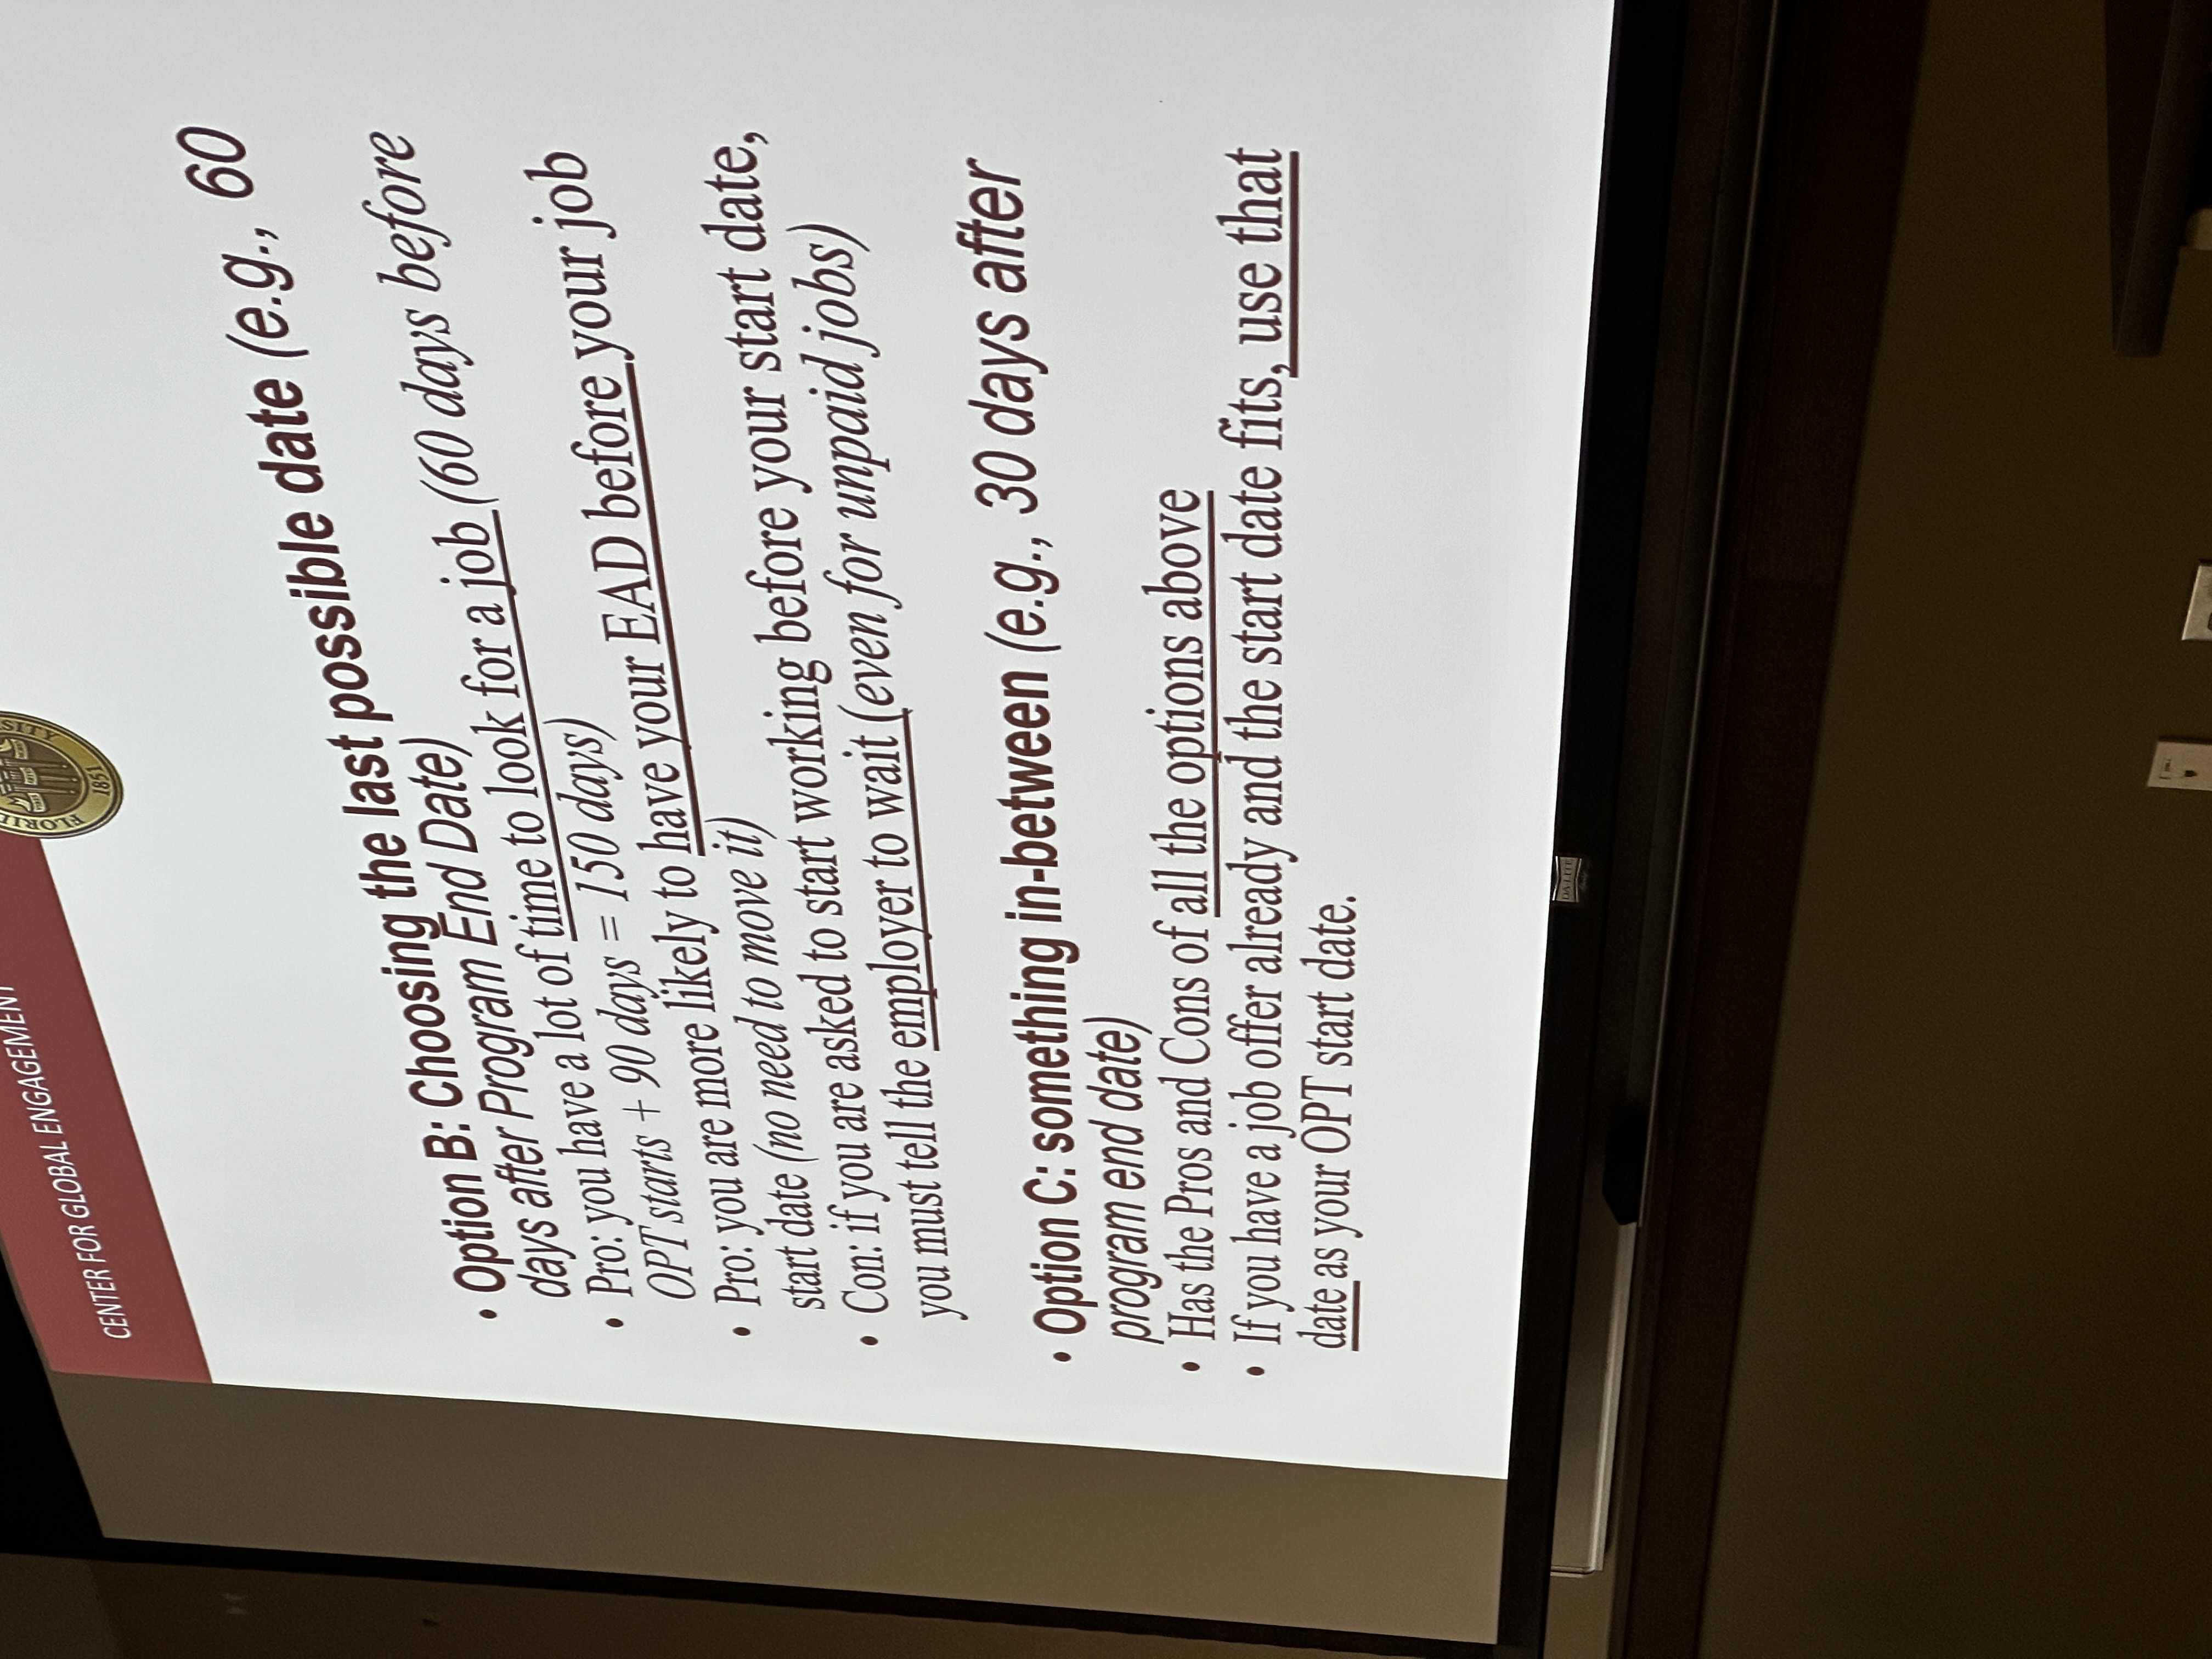 CENTER FOR GLOBAL ENGAGEMENT
1851
• Option B: Choosing the last possible date (e.g., 60
days after Program End Date)
• Pro: you have a lot of time to look for a job (60 days before
OPT starts + 90 days = 150 days)
• Pro: you are more likely to have your EAD before your job
start date (no need to move it)
• Con: if you are asked to start working before your start date,
you must tell the employer to wait (even for unpaid jobs)
• Option C: something in-between (e.g., 30 days after
program end date)
• Has the Pros and Cons of all the options above
• If you have a job offer already and the start date fits, use that
date as your OPT start date.
DA-LITE